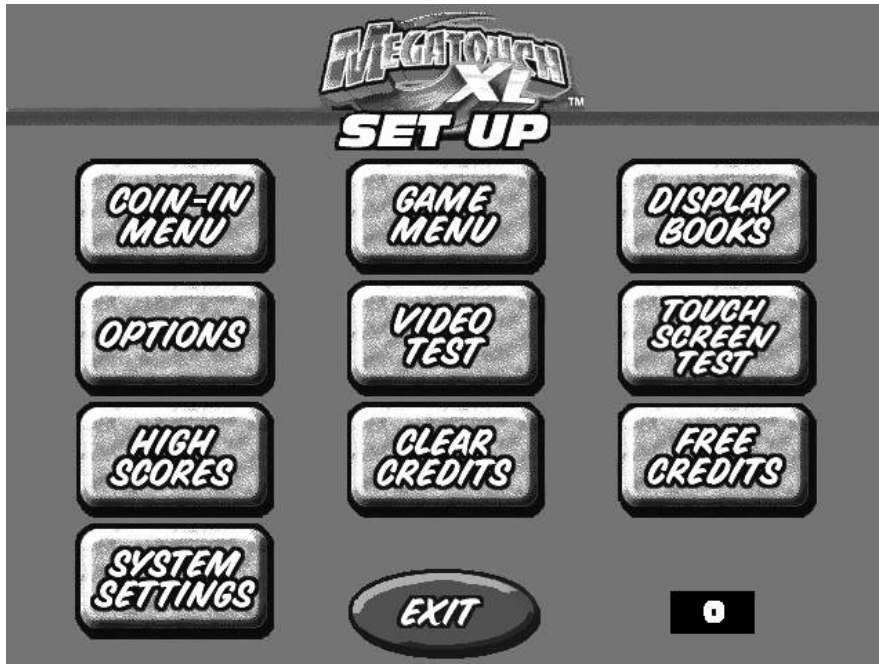 MEGATOUCH
XL ™
SET UP
COIN-IN
MENU
GAME
MENU
DISPLAY
BOOKS
OPTIONS
VIDEO
TEST
TOUCH
SCREEN
TEST
HIGH
SCORES
CLEAR
CREDITS
FREE
CREDITS
SYSTEM
SETTINGS
EXIT
0